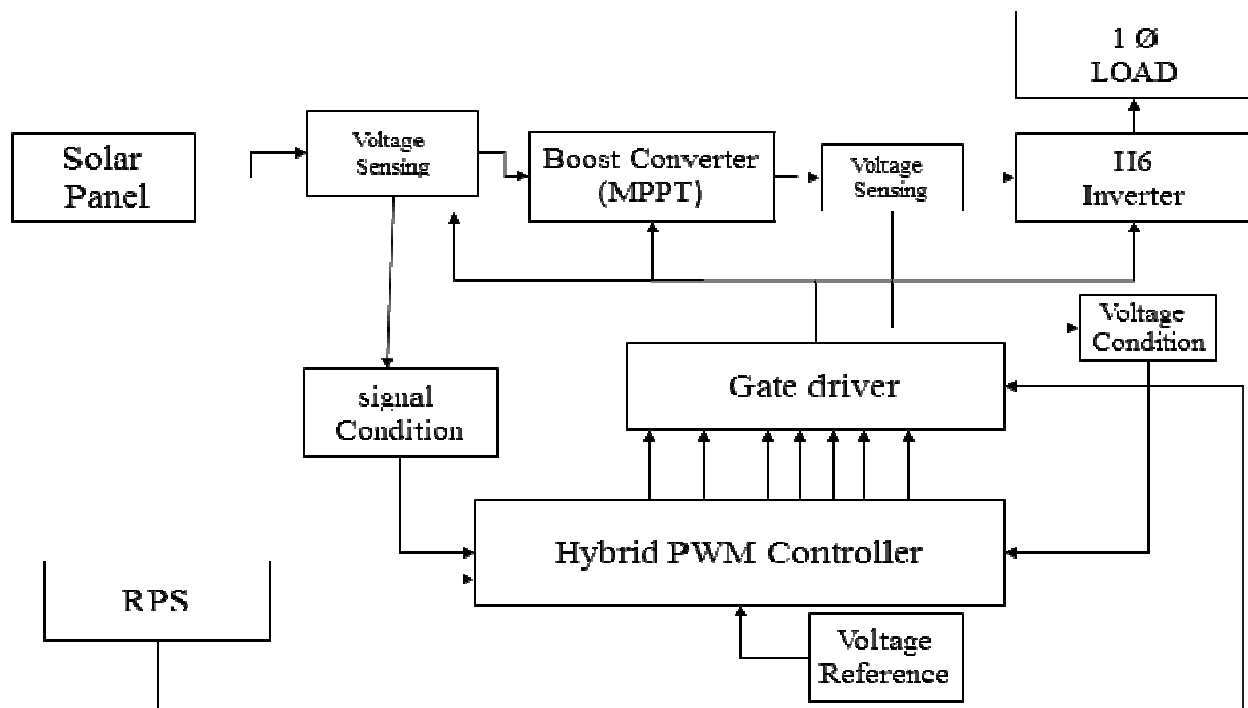 1 Ø
LOAD
Solar
Panel
Voltage
Sensing
Boost Converter
(MPPT)
Voltage
Sensing
H6
Inverter
Voltage
Condition
Gate driver
signal
Condition
Hybrid PWM Controller
RPS
Voltage
Reference